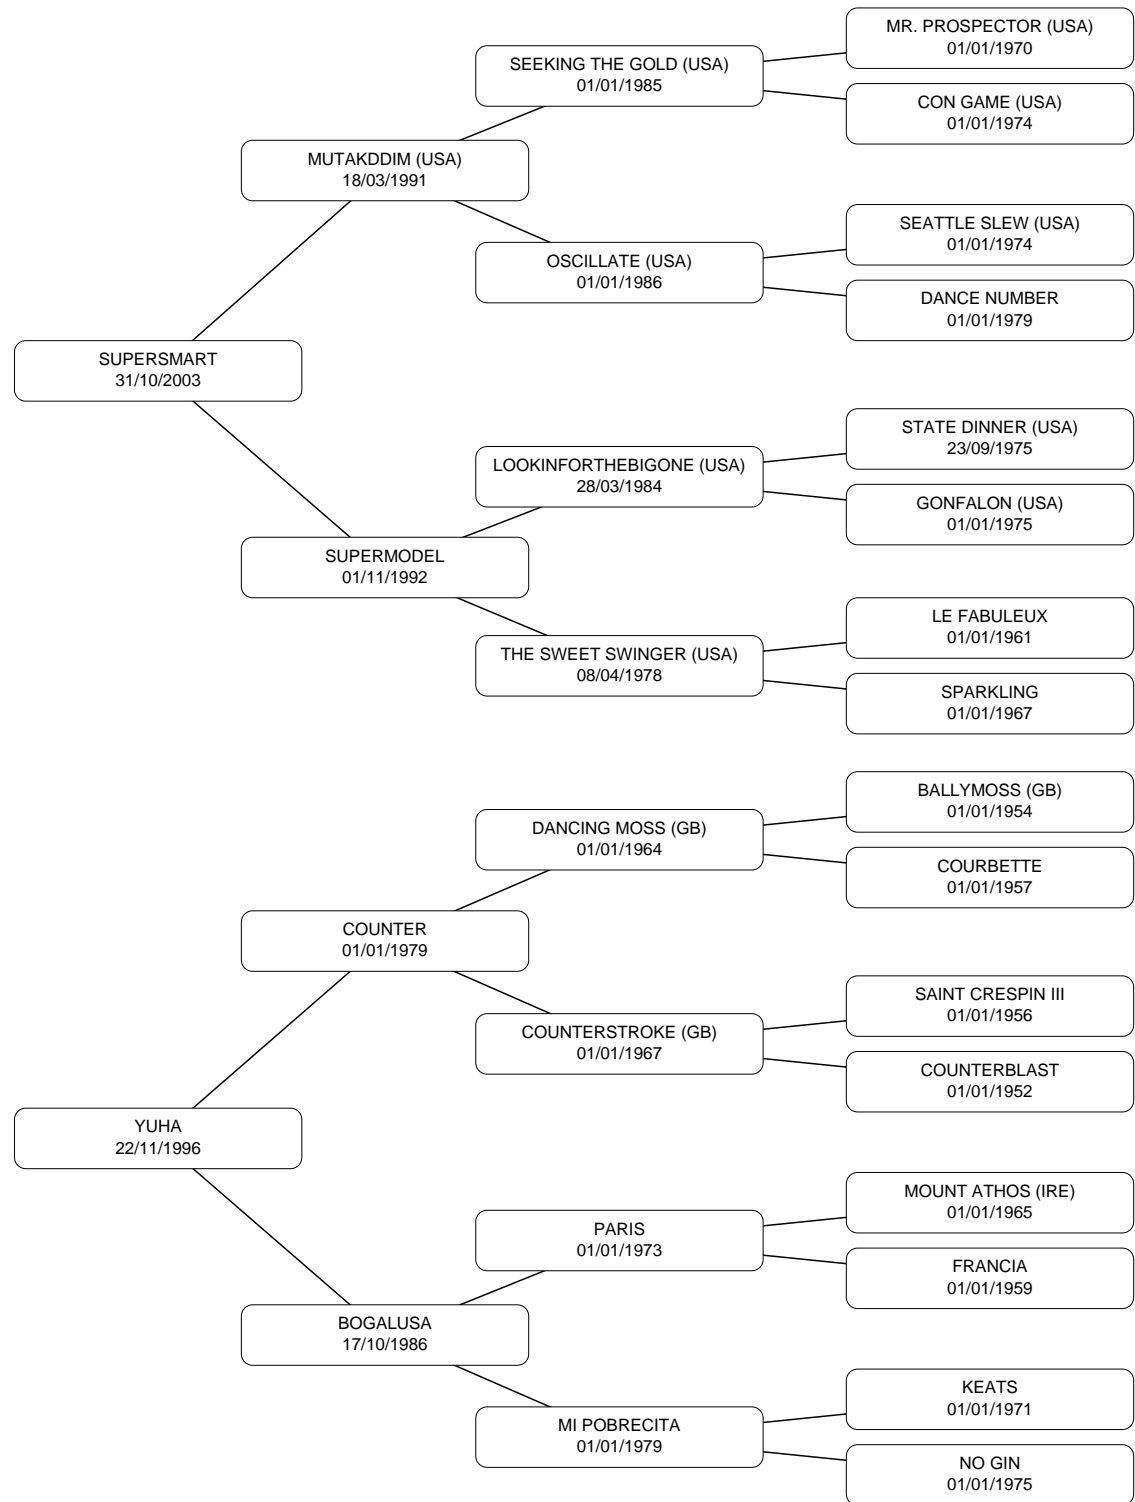 MR. PROSPECTOR (USA)
01/01/1970
SEEKING THE GOLD (USA)
01/01/1985
CON GAME (USA)
01/01/1974
MUTAKDDIM (USA)
18/03/1991
SEATTLE SLEW (USA)
01/01/1974
OSCILLATE (USA)
01/01/1986
DANCE NUMBER
01/01/1979
SUPERSMART
31/10/2003
STATE DINNER (USA)
23/09/1975
LOOKINFORTHEBIGONE (USA)
28/03/1984
GONFALON (USA)
01/01/1975
SUPERMODEL
01/11/1992
LE FABULEUX
01/01/1961
THE SWEET SWINGER (USA)
08/04/1978
SPARKLING
01/01/1967
BALLYMOSS (GB)
01/01/1954
DANCING MOSS (GB)
01/01/1964
COURBETTE
01/01/1957
COUNTER
01/01/1979
SAINT CRESPIN III
01/01/1956
COUNTERSTROKE (GB)
01/01/1967
COUNTERBLAST
01/01/1952
YUHA
22/11/1996
MOUNT ATHOS (IRE)
01/01/1965
PARIS
01/01/1973
FRANCIA
01/01/1959
BOGALUSA
17/10/1986
KEATS
01/01/1971
MI POBRECITA
01/01/1979
NO GIN
01/01/1975